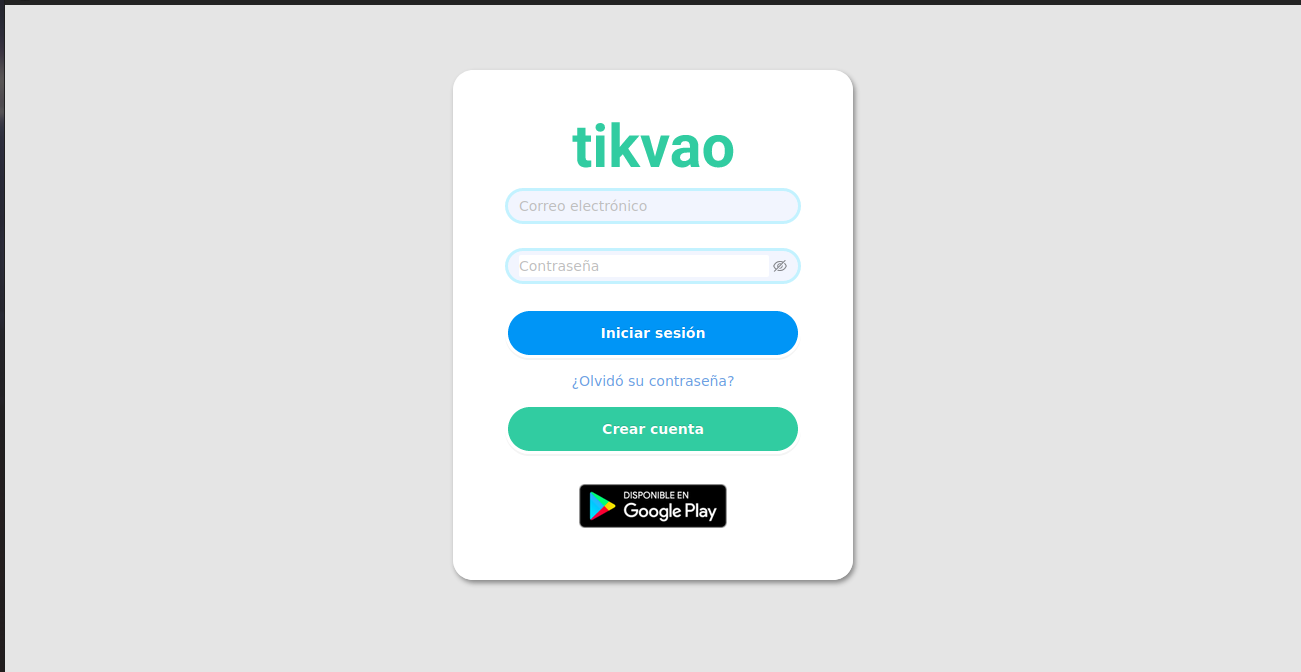 tikvao
Correo electrónico
Contraseña
Iniciar sesión
¿Olvidó su contraseña?
Crear cuenta
DISPONIBLE EN
Google Play